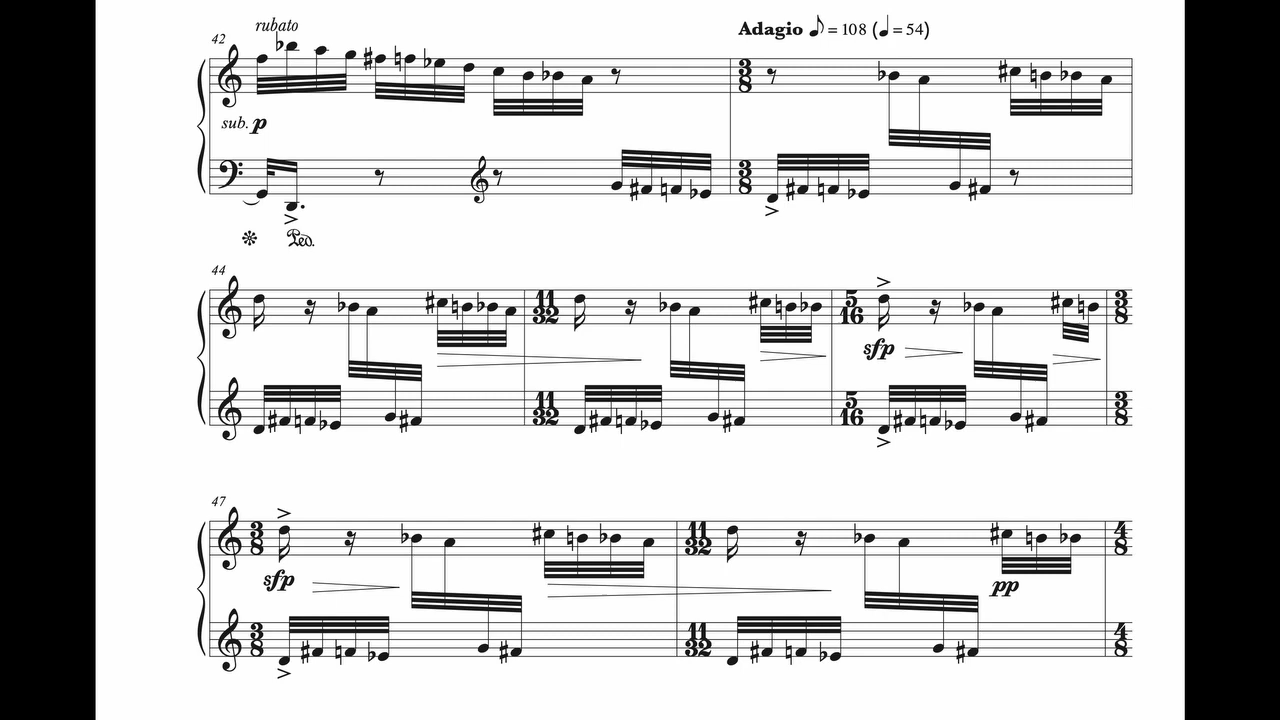 rubato
42
Adagio ♪ = 108 (♩ = 54)
3 8
sub. p
3 8
Ped.
44
11 32
5 16
3 8
sfp
11 32
5 16
3 8
47
3 8
11 32
4 8
sfp
pp
3 8
11 32
4 8